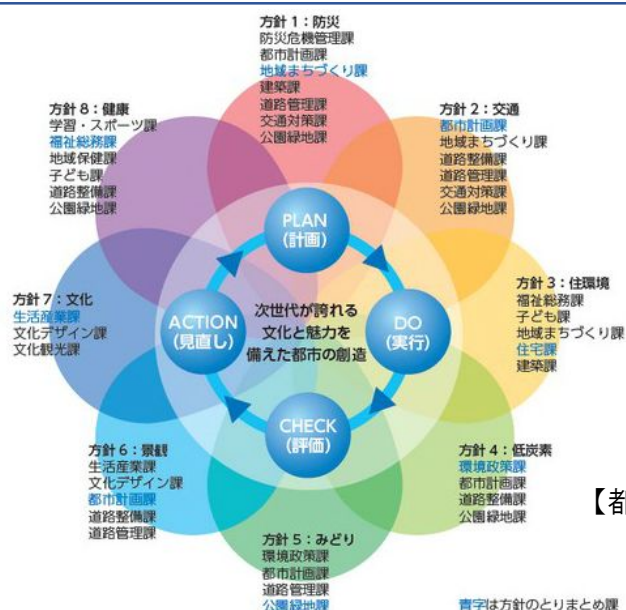 方針1：防災
防災危機管理課
都市計画課
地域まちづくり課
建築課
道路管理課
交通対策課
公園緑地課
方針2：交通
都市計画課
地域まちづくり課
道路整備課
道路管理課
交通対策課
公園緑地課
方針3：住環境
福祉総務課
子ども課
地域まちづくり課
住宅課
建築課
方針4：低炭素
環境政策課
都市計画課
道路整備課
公園緑地課
方針5：みどり
環境政策課
都市計画課
道路管理課
公園緑地課
方針6：景観
生活産業課
文化デザイン課
都市計画課
道路整備課
道路管理課
方針7：文化
生活産業課
文化デザイン課
文化観光課
方針8：健康
学習・スポーツ課
福祉総務課
地域保健課
子ども課
道路整備課
公園緑地課
PLAN
(計画)
DO
(実行)
CHECK
(評価)
ACTION
(見直し)
次世代が誇れる
文化と魅力を
備えた都市の創造
【都
青字は方針のとりまとめ課